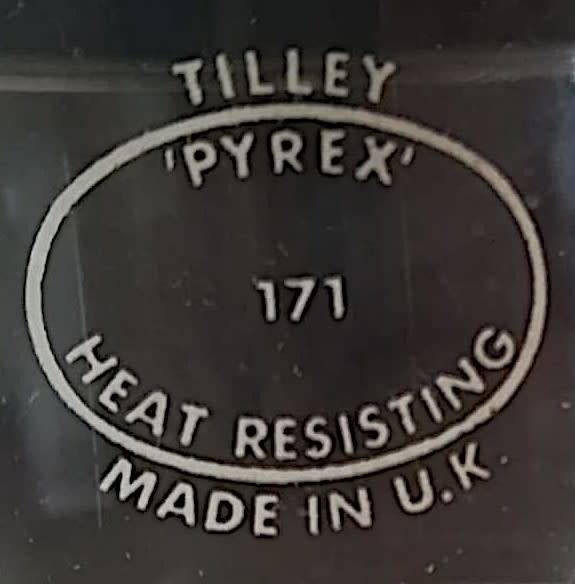 TILLEY
'PYREX'
171
HEAT RESISTING
MADE IN U.K.